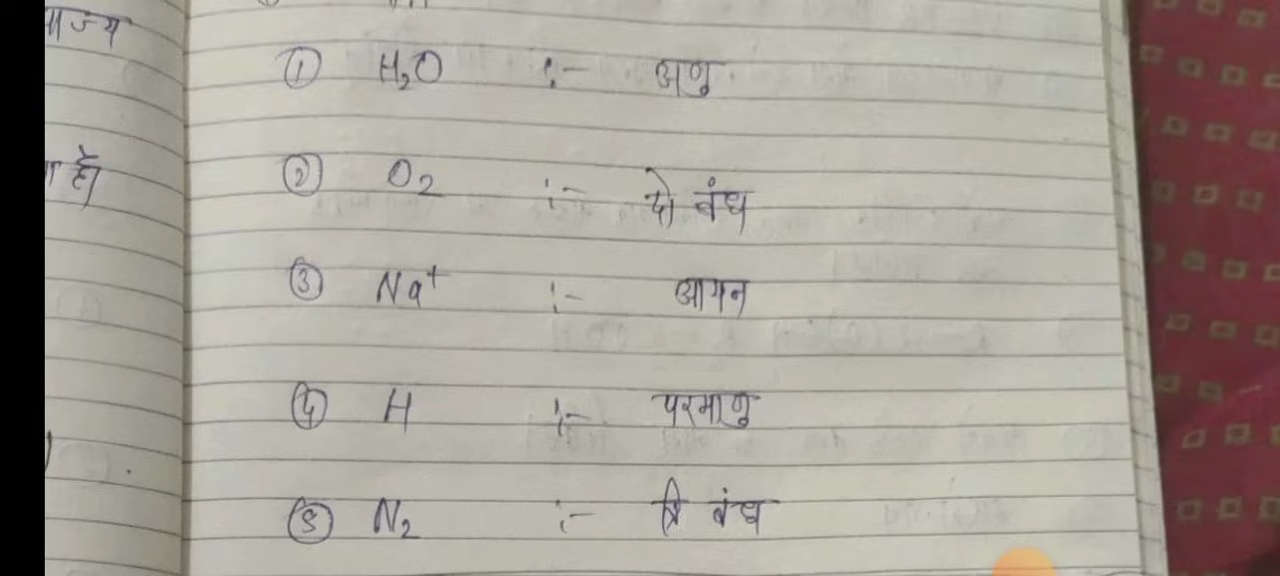 ाज्य
① H₂O :- अणु
② O₂ :- दो बंध
है।
③ Na⁺ :- आयन
④ H :- परमाणु
⑤ N₂ :- त्रि बंध